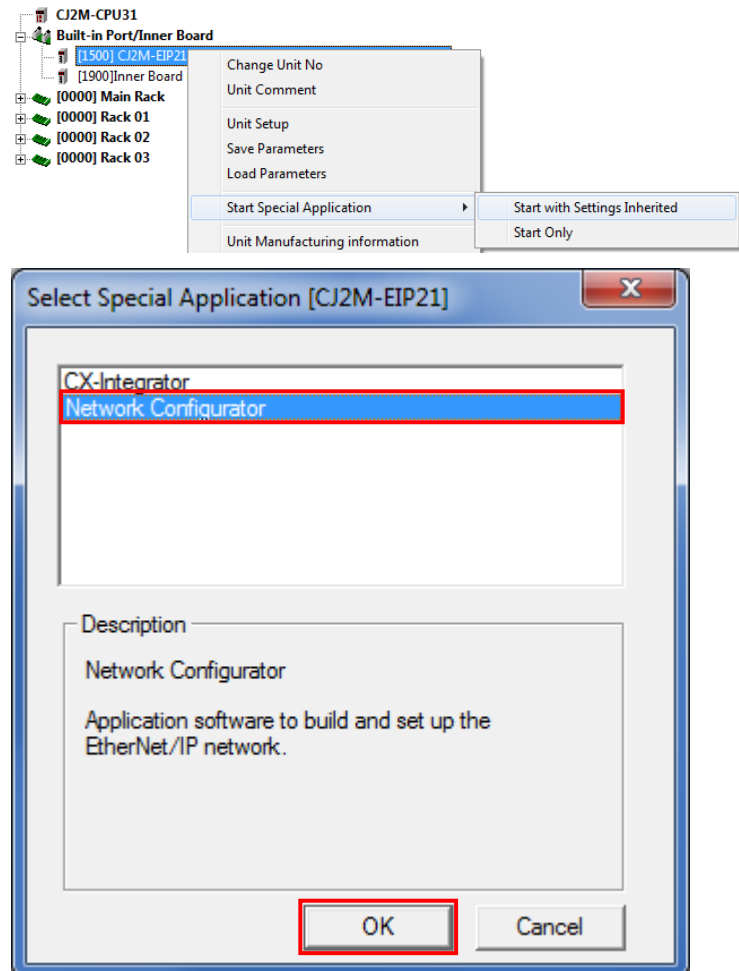 CJ2M-CPU31
Built-in Port/Inner Board
[1500] CJ2M-EIP21
[1900]Inner Board
[0000] Main Rack
[0000] Rack 01
[0000] Rack 02
[0000] Rack 03
Change Unit No
Unit Comment
Unit Setup
Save Parameters
Load Parameters
Start Special Application
Unit Manufacturing information
Start with Settings Inherited
Start Only
Select Special Application [CJ2M-EIP21]
CX-Integrator
Network Configurator
Description
Network Configurator
Application software to build and set up the
EtherNet/IP network.
OK Cancel